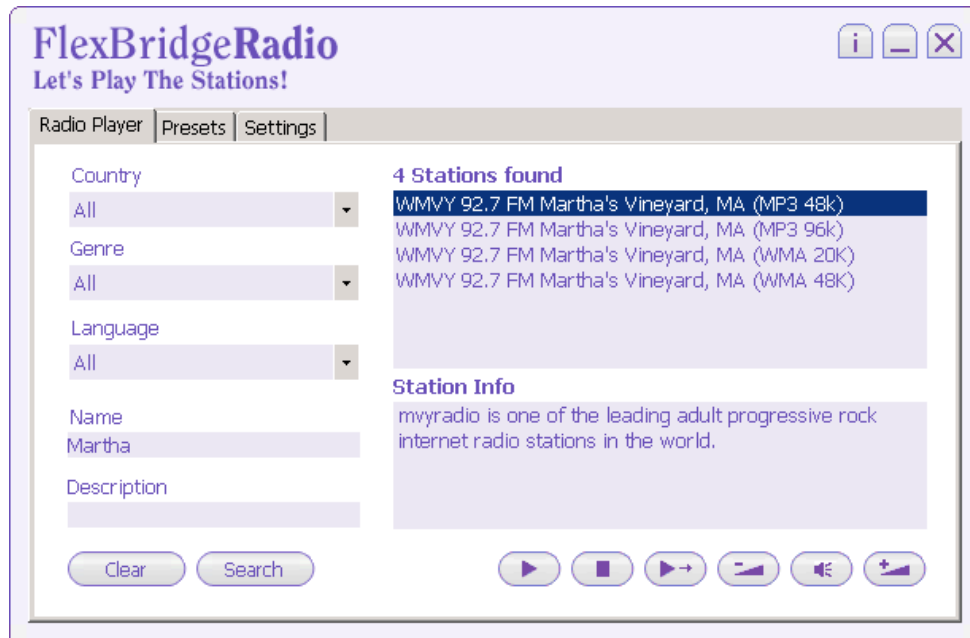 FlexBridgeRadio
Let's Play The Stations!
i
Radio Player Presets Settings
Country
All
Genre
All
Language
All
Name
Martha
Description
Clear Search
4 Stations found
WMVY 92.7 FM Martha's Vineyard, MA (MP3 48k)
WMVY 92.7 FM Martha's Vineyard, MA (MP3 96k)
WMVY 92.7 FM Martha's Vineyard, MA (WMA 20K)
WMVY 92.7 FM Martha's Vineyard, MA (WMA 48K)
Station Info
mvyradio is one of the leading adult progressive rock
internet radio stations in the world.